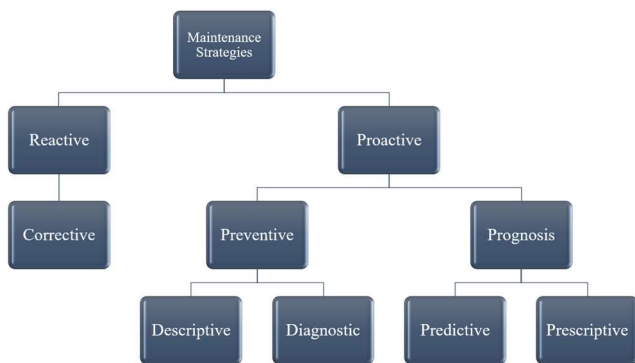 Maintenance
Strategies
Reactive
Proactive
Corrective
Preventive
Prognosis
Descriptive
Diagnostic
Predictive
Prescriptive